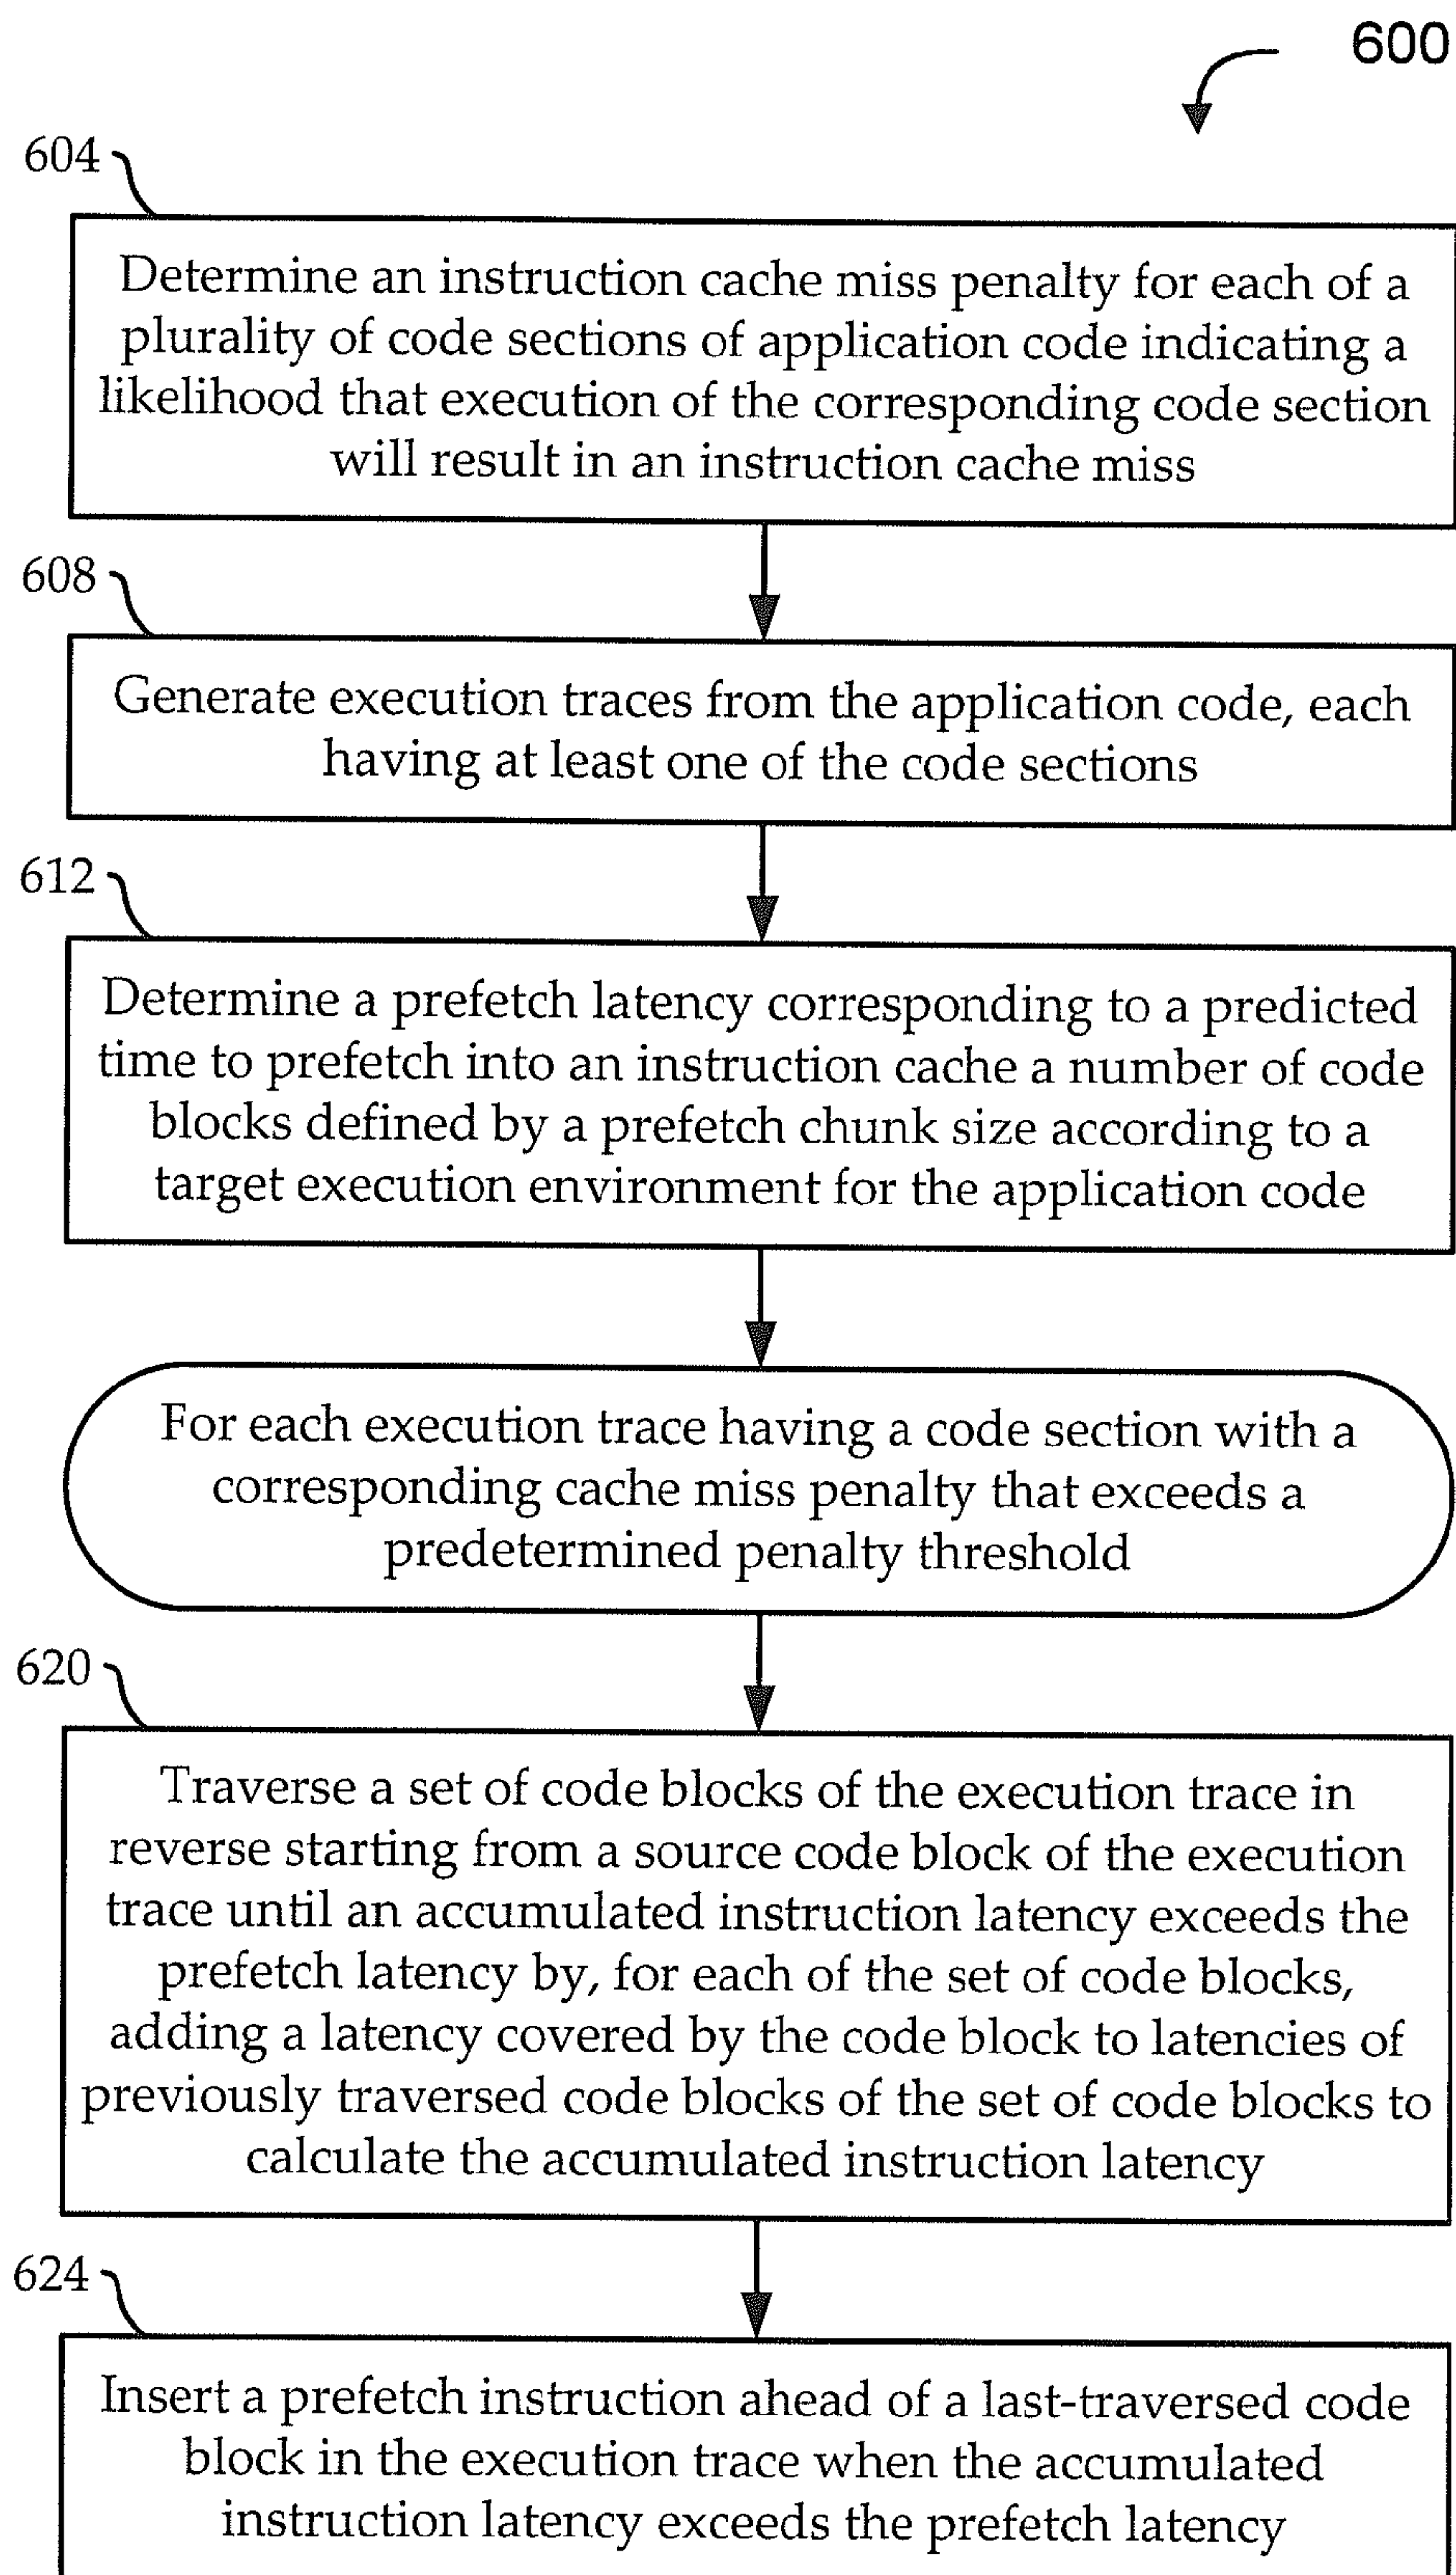 600
604
Determine an instruction cache miss penalty for each of a
plurality of code sections of application code indicating a
likelihood that execution of the corresponding code section
will result in an instruction cache miss
608
Generate execution traces from the application code, each
having at least one of the code sections
612
Determine a prefetch latency corresponding to a predicted
time to prefetch into an instruction cache a number of code
blocks defined by a prefetch chunk size according to a
target execution environment for the application code
For each execution trace having a code section with a
corresponding cache miss penalty that exceeds a
predetermined penalty threshold
620
Traverse a set of code blocks of the execution trace in
reverse starting from a source code block of the execution
trace until an accumulated instruction latency exceeds the
prefetch latency by, for each of the set of code blocks,
adding a latency covered by the code block to latencies of
previously traversed code blocks of the set of code blocks to
calculate the accumulated instruction latency
624
Insert a prefetch instruction ahead of a last-traversed code
block in the execution trace when the accumulated
instruction latency exceeds the prefetch latency